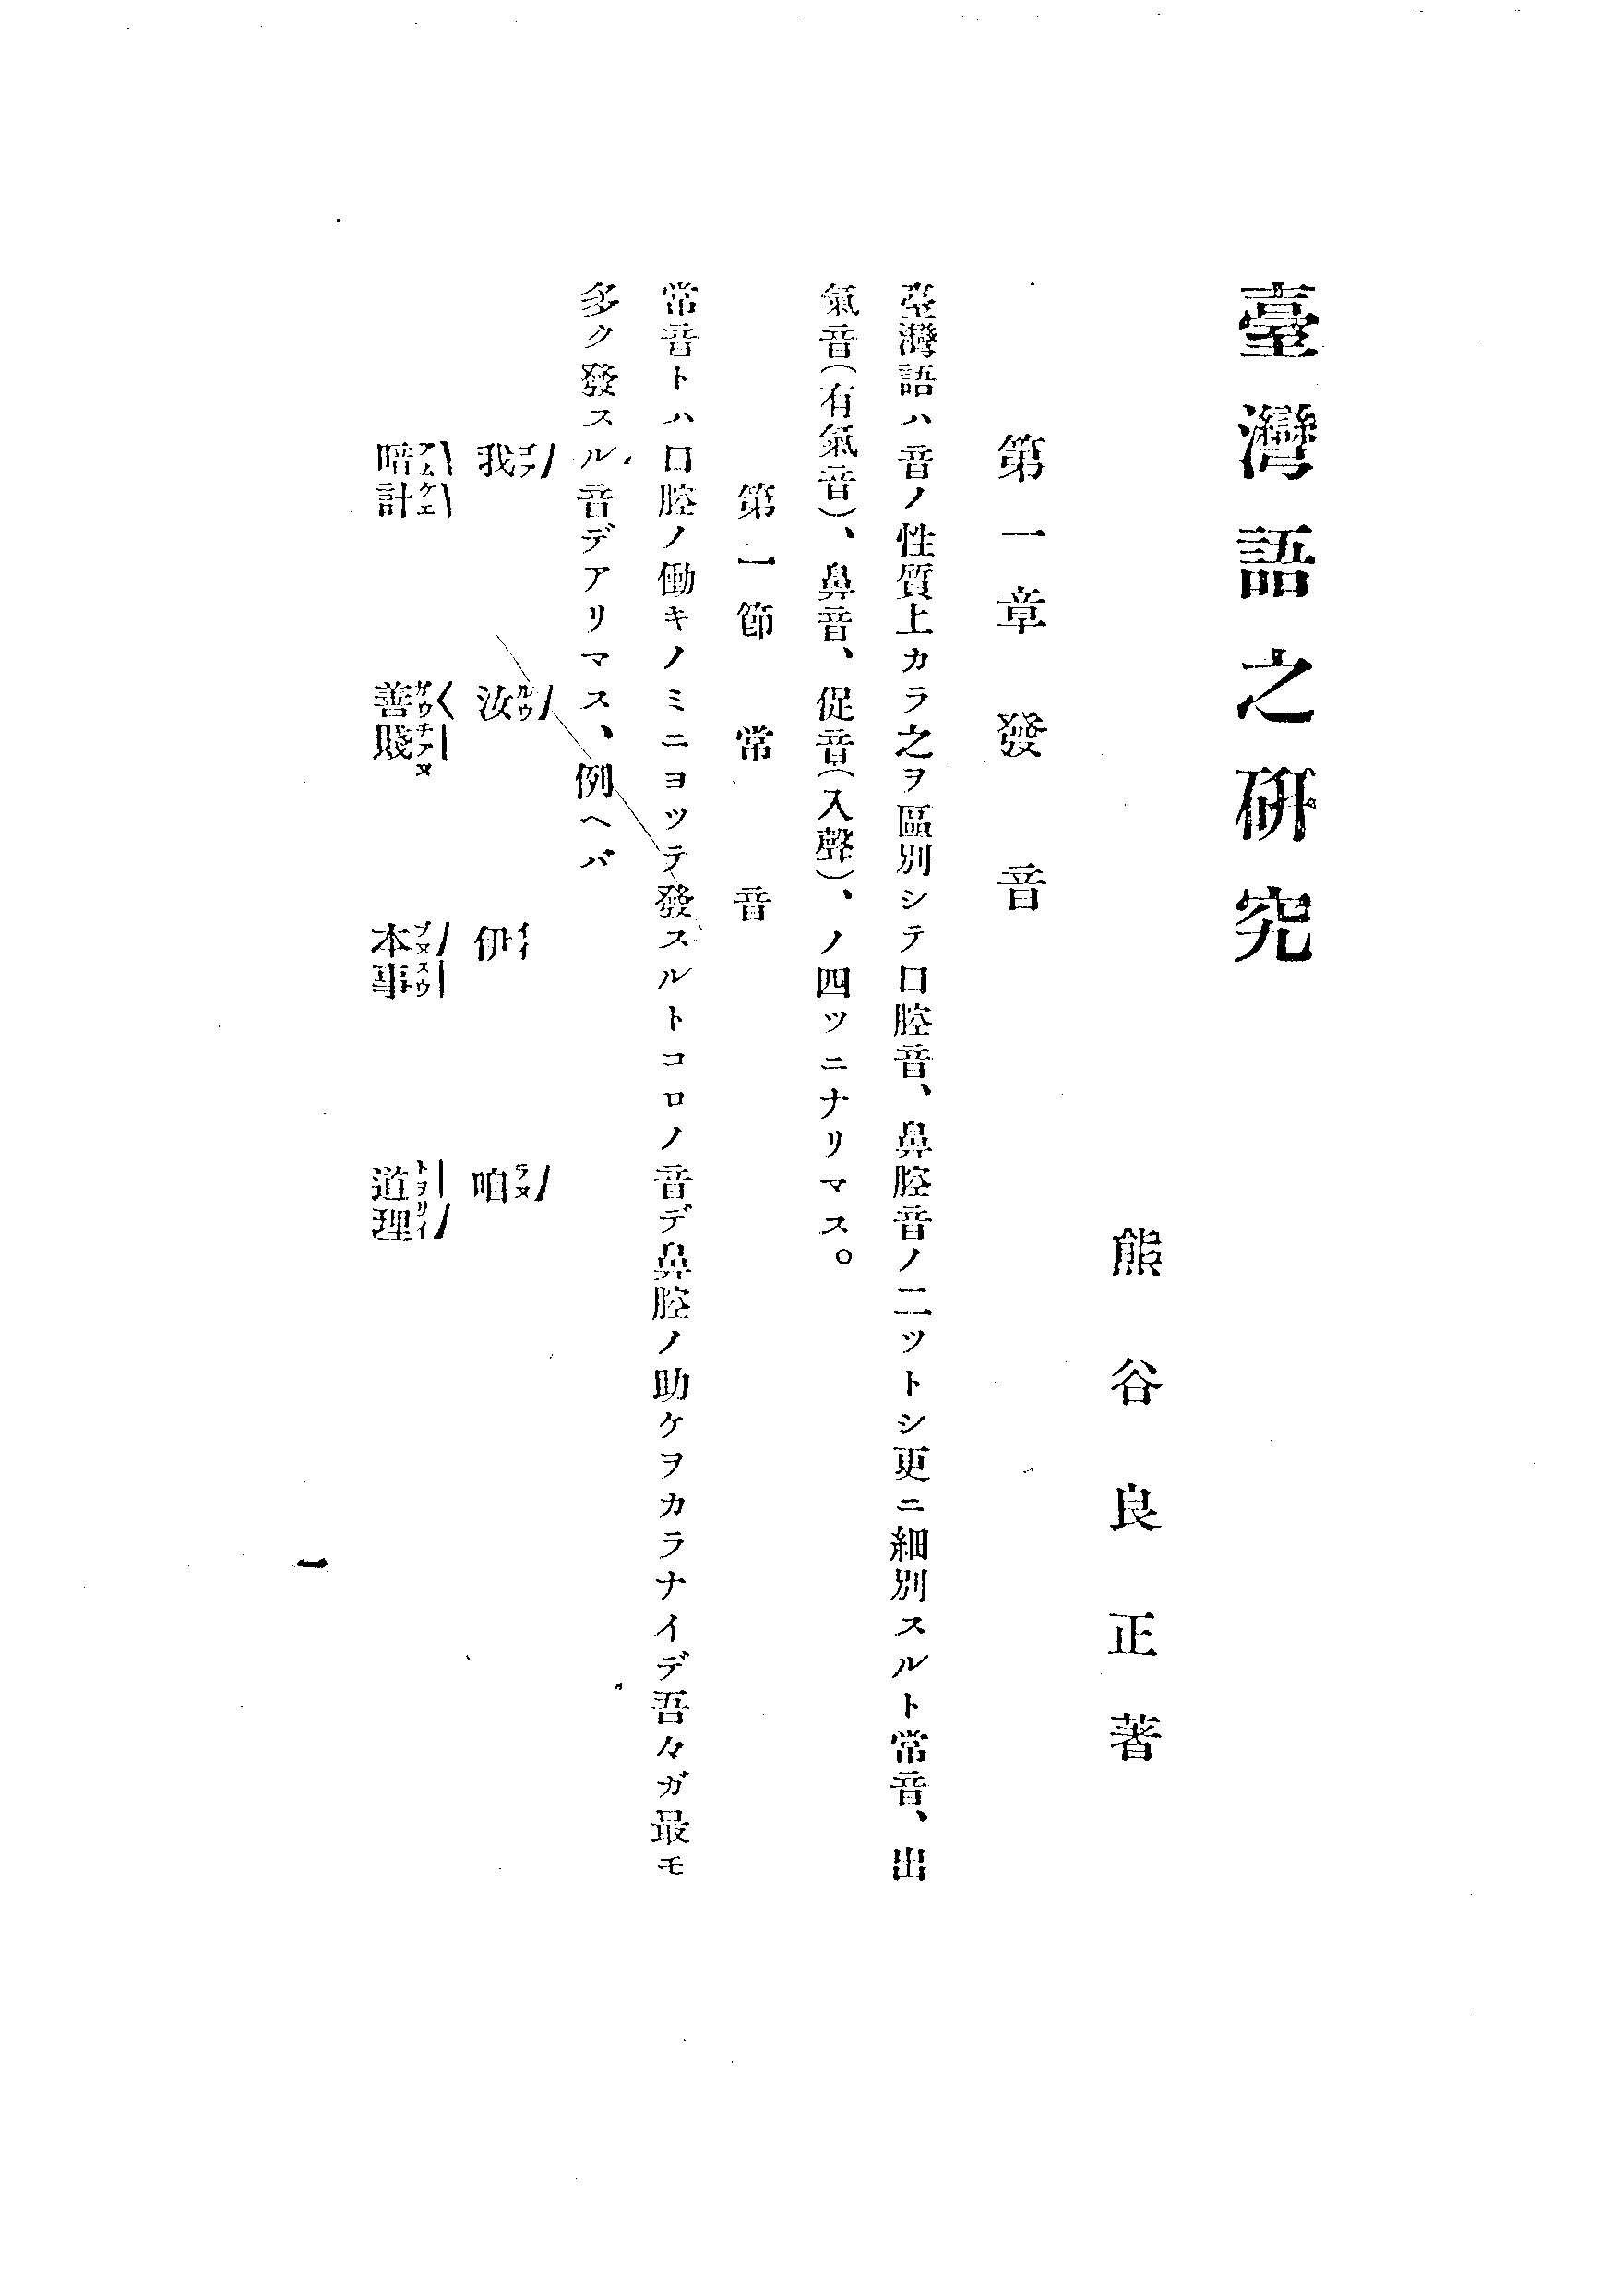 臺灣語之硏究
熊谷良正著
第一章 發音
臺灣語ハ音ノ性質上カラ之ヲ區別シテ口腔音、鼻腔音ノ二ツトシ更ニ細別スルト常音、出
氣音(有氣音)、鼻音、促音(入聲)、ノ四ツニナリマス。
第一節 常音
常音トハ口腔ノ働キノミニヨツテ發スルトコロノ音デ鼻腔ノ助ケヲカラナイデ吾々ガ最モ
多ク發スル音デアリマス、例ヘバ
我 汝 伊 咱
ゴア ルウ イイ ラヌ
暗計 善賤 本事 道理
アムケエ ガウチアヌ プヌスウ トヲリイ
一